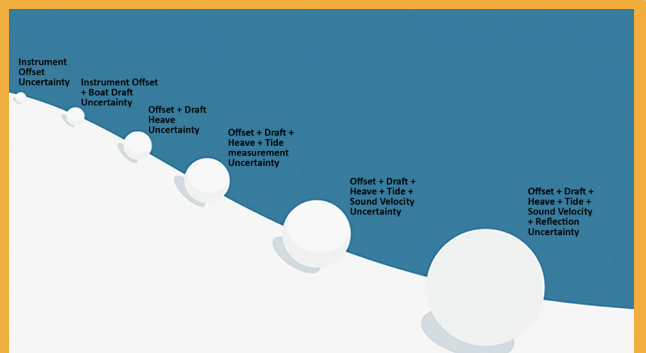 Instrument
Offset
Uncertainty
Instrument Offset
+ Boat Draft
Uncertainty
Offset + Draft
Heave
Uncertainty
Offset + Draft +
Heave + Tide
measurement
Uncertainty
Offset + Draft +
Heave + Tide +
Sound Velocity
Uncertainty
Offset + Draft +
Heave + Tide +
Sound Velocity
+ Reflection
Uncertainty